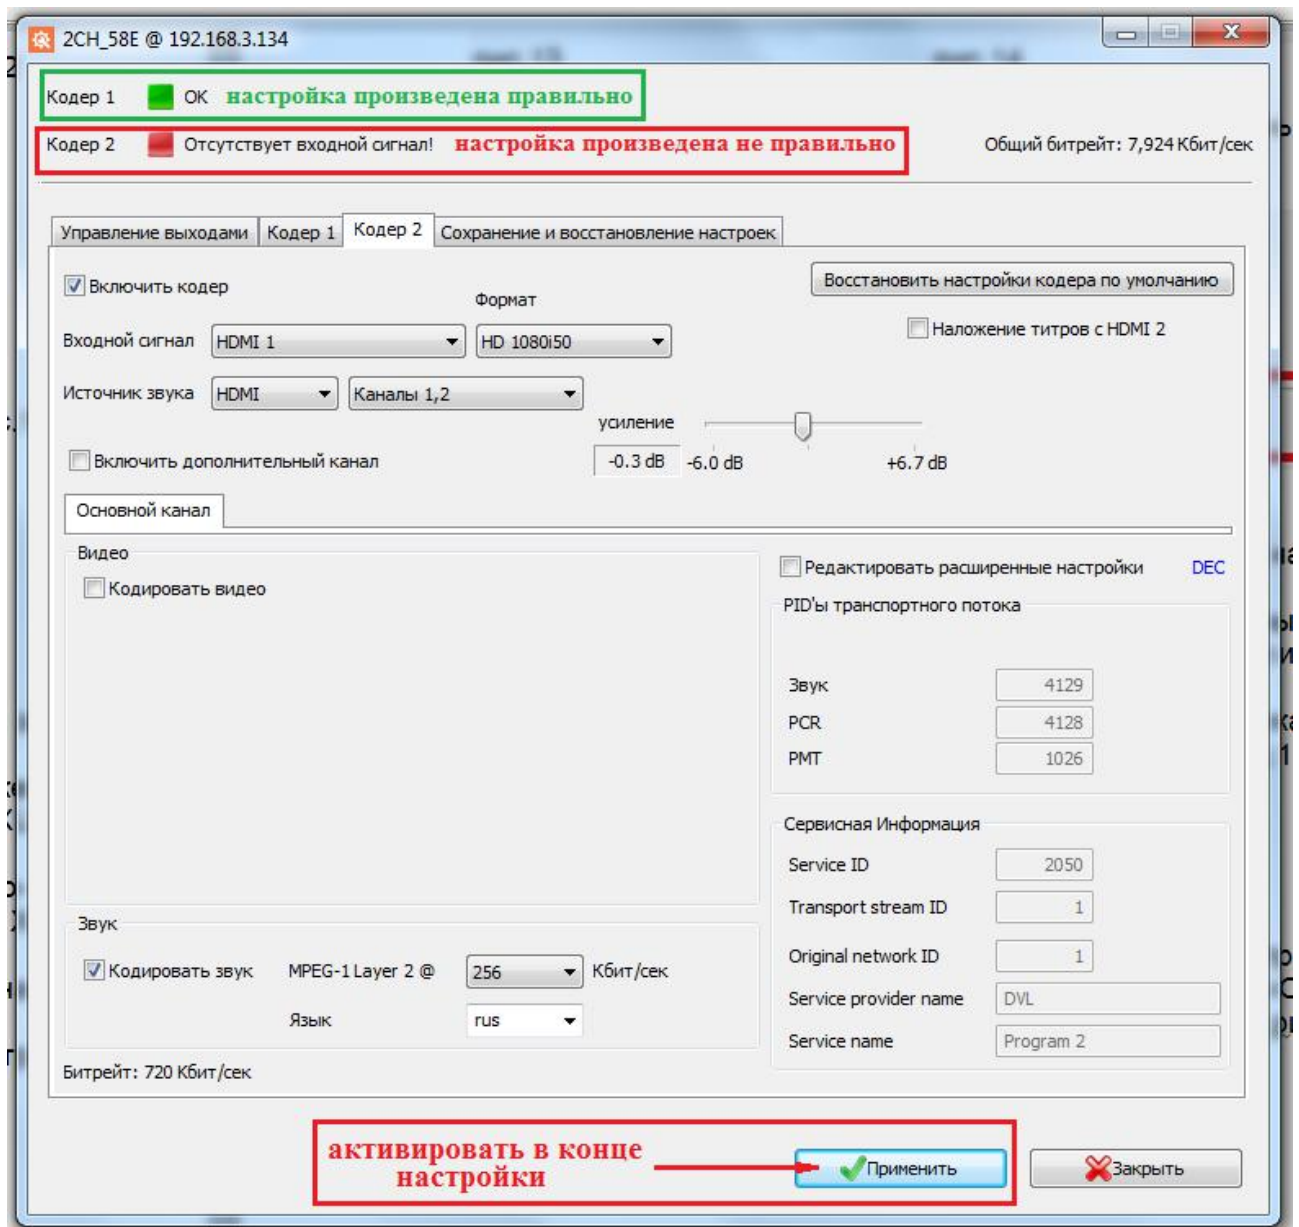 2CH_58E @ 192.168.3.134
Кодер 1 OK настройка произведена правильно
Кодер 2 Отсутствует входной сигнал! настройка произведена не правильно Общий битрейт: 7,924 Кбит/сек
Управление выходами Кодер 1 Кодер 2 Сохранение и восстановление настроек
Включить кодер Восстановить настройки кодера по умолчанию
Формат
Входной сигнал HDMI 1 HD 1080i50 Наложение титров с HDMI 2
Источник звука HDMI Каналы 1,2
усиление
Включить дополнительный канал -0.3 dB -6.0 dB +6.7 dB
Основной канал
Видео
Кодировать видео
Редактировать расширенные настройки DEC
PID'ы транспортного потока
Звук 4129
PCR 4128
PMT 1026
Сервисная Информация
Service ID 2050
Transport stream ID 1
Original network ID 1
Service provider name DVL
Service name Program 2
Звук
Кодировать звук MPEG-1 Layer 2 @ 256 Кбит/сек
Язык rus
Битрейт: 720 Кбит/сек
активировать в конце
настройки
Применить Закрыть